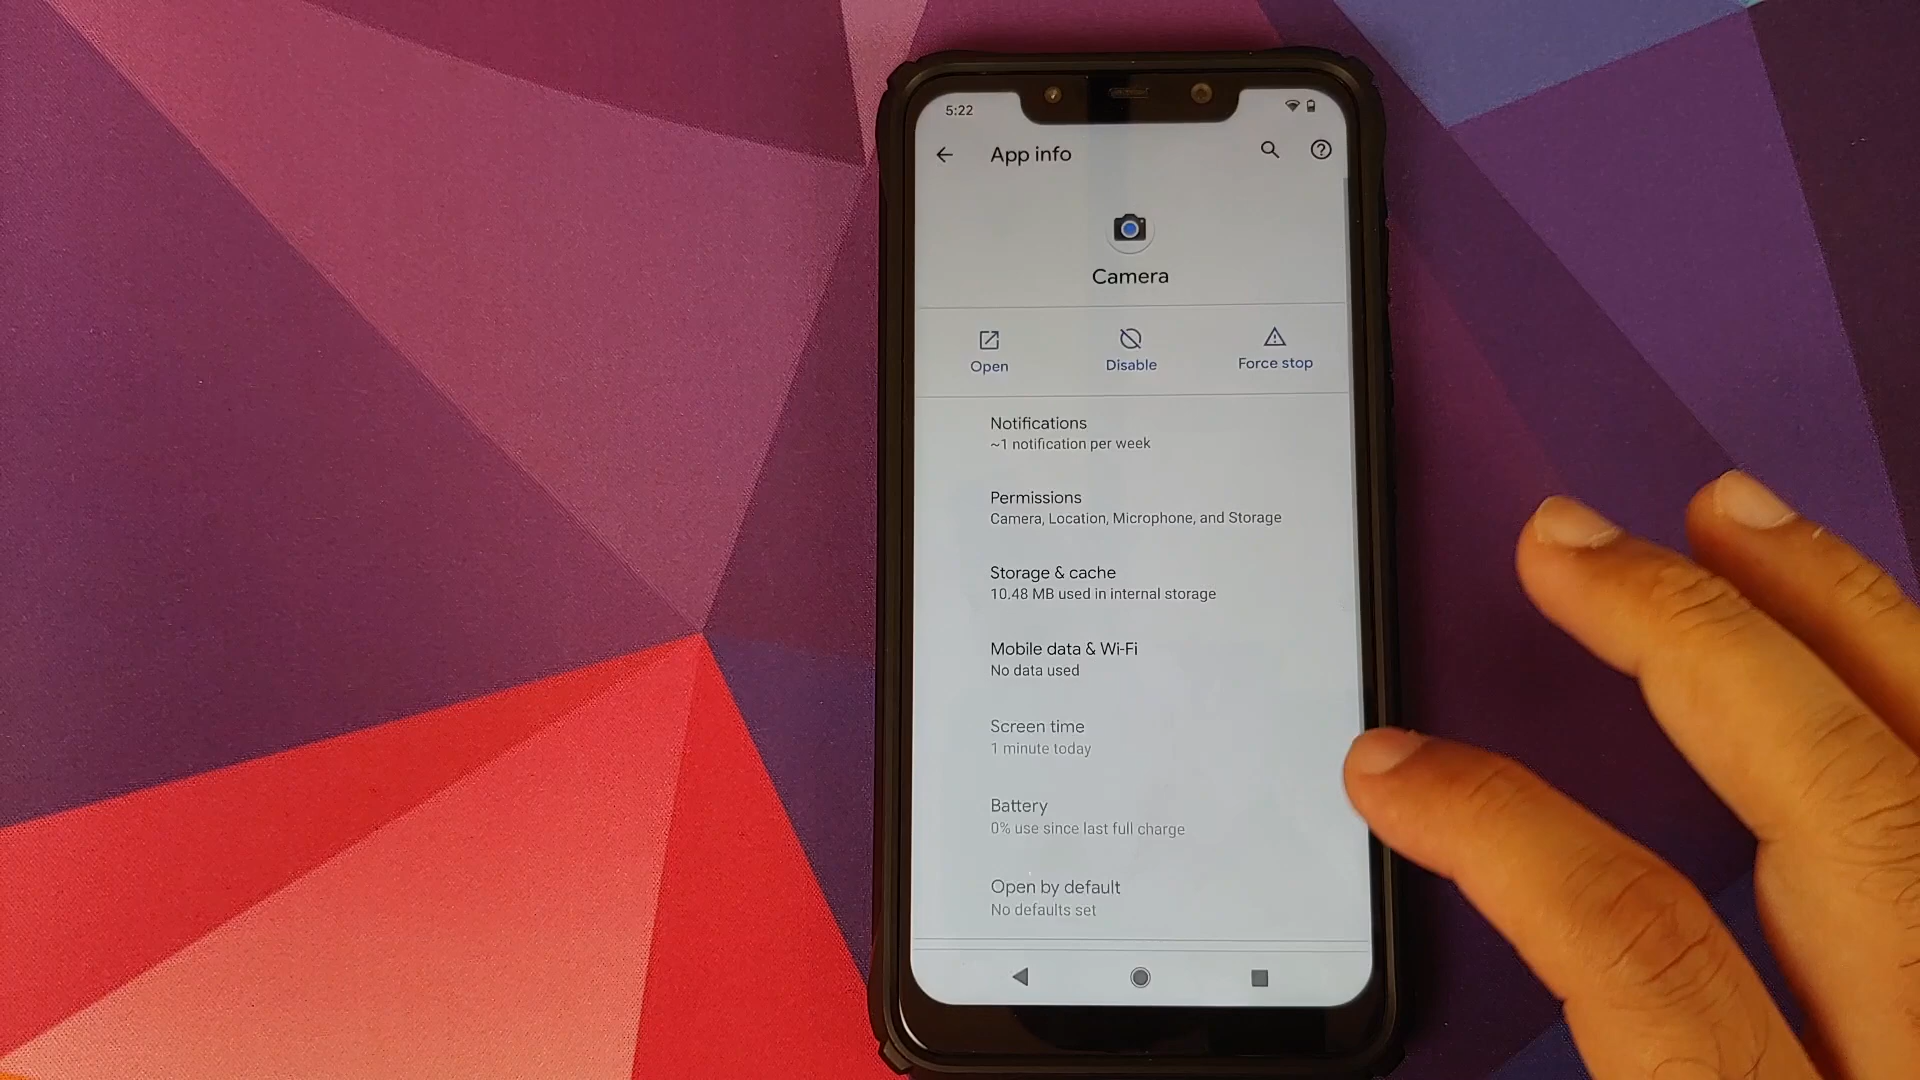 5:22
App info
Camera
Open
Disable
Force stop
Notifications
~1 notification per week
Permissions
Camera, Location, Microphone, and Storage
Storage & cache
10.48 MB used in internal storage
Mobile data & Wi-Fi
No data used
Screen time
1 minute today
Battery
0% use since last full charge
Open by default
No defaults set